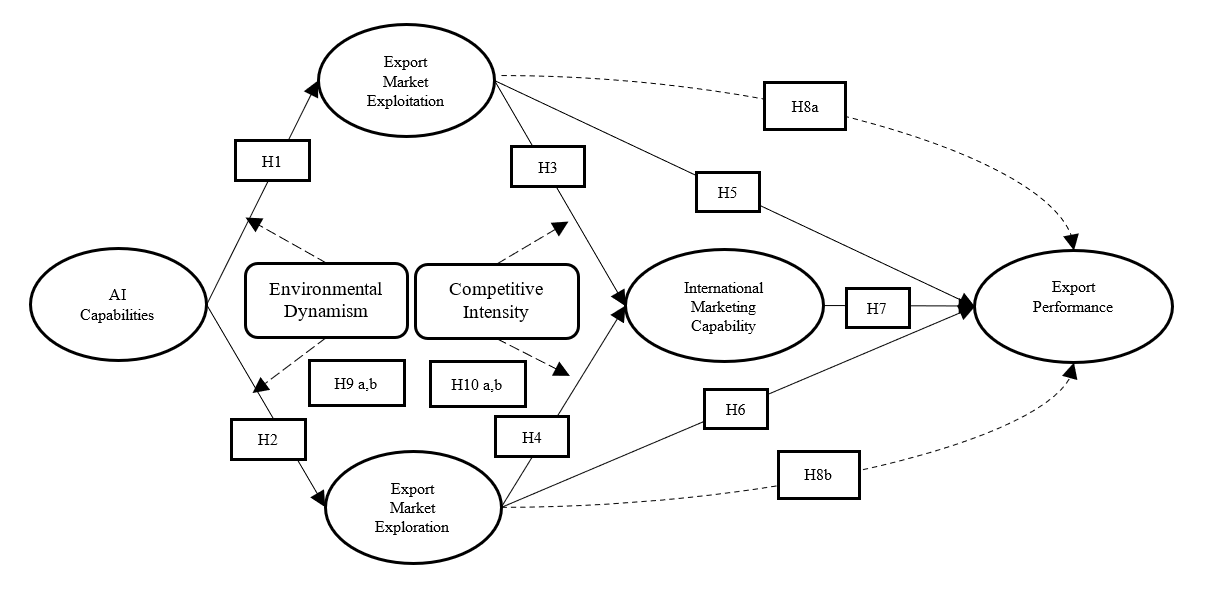 Export
Market
Exploitation
H8a
H1
H3
H5
AI
Capabilities
Environmental
Dynamism
Competitive
Intensity
International
Marketing
Capability
H7
Export
Performance
H9 a,b
H10 a,b
H6
H2
H4
H8b
Export
Market
Exploration